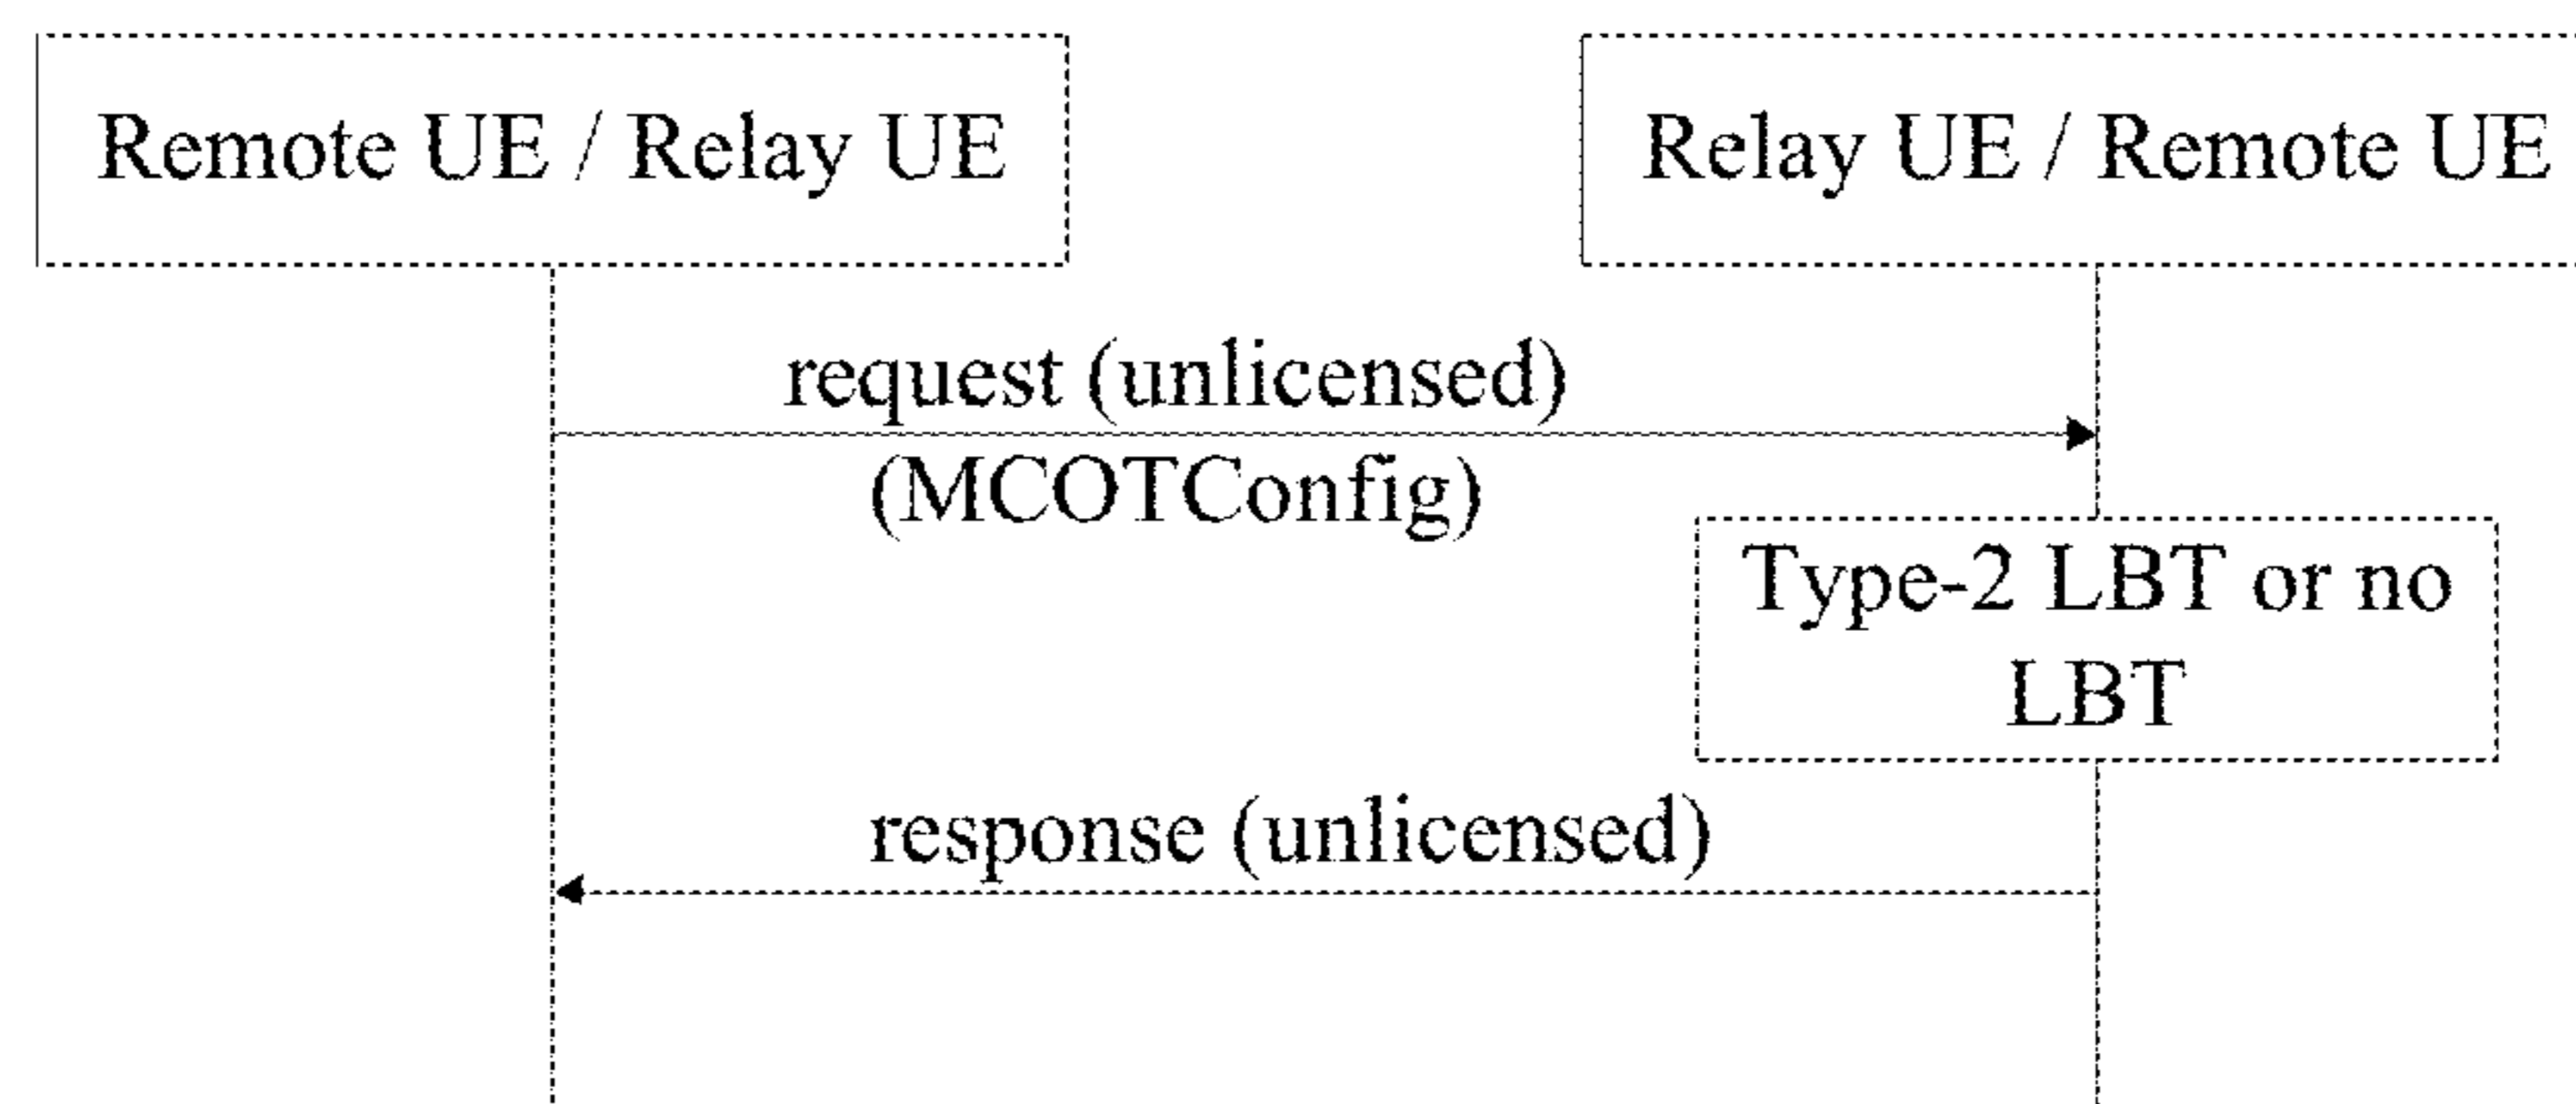 Remote UE / Relay UE
Relay UE / Remote UE
request (unlicensed)
(MCOTConfig)
Type-2 LBT or no
LBT
response (unlicensed)